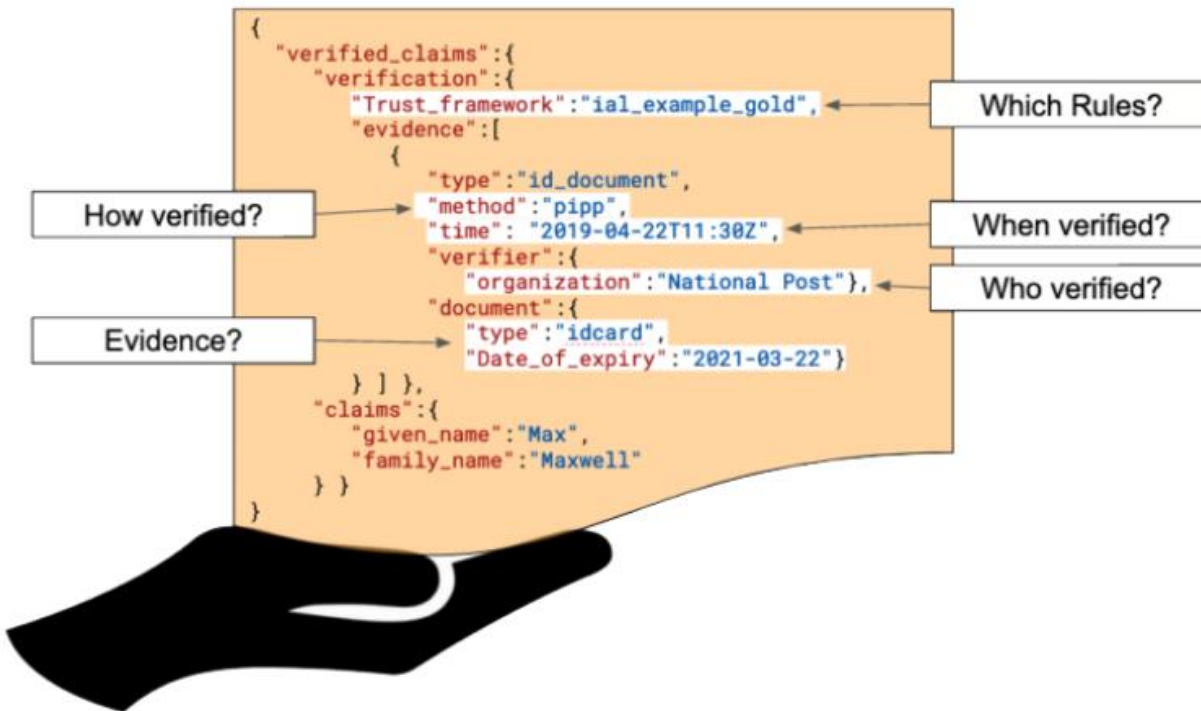 {
"verified_claims":{
"verification":{
"Trust_framework":"ial_example_gold",
Which Rules?
"evidence":[
{
"type":"id_document",
How verified?
"method":"pipp",
"time": "2019-04-22T11:30Z",
When verified?
"verifier":{
"organization":"National Post"},
Who verified?
"document":{
Evidence?
"type":"idcard",
"Date_of_expiry":"2021-03-22"}
} ] },
"claims":{
"given_name":"Max",
"family_name":"Maxwell"
} }
}